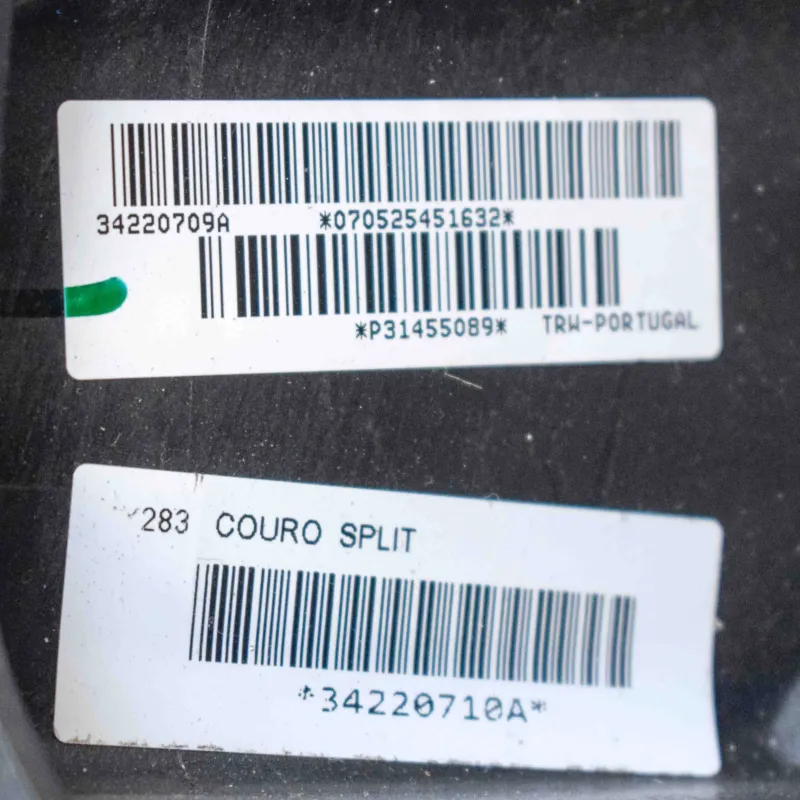 34220709A *070525451632*
*P31455089* TRW-PORTUGAL
283 COURO SPLIT
*34220710A*